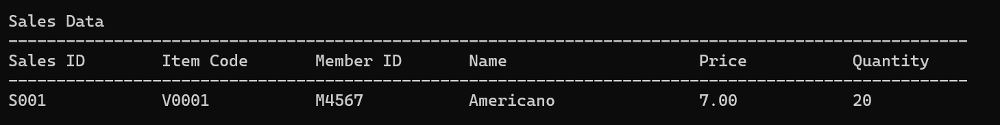 Sales Data
----------------------------------------------------------------------------------------------------
Sales ID        Item Code       Member ID       Name                    Price           Quantity
----------------------------------------------------------------------------------------------------
S001            V0001           M4567           Americano               7.00            20